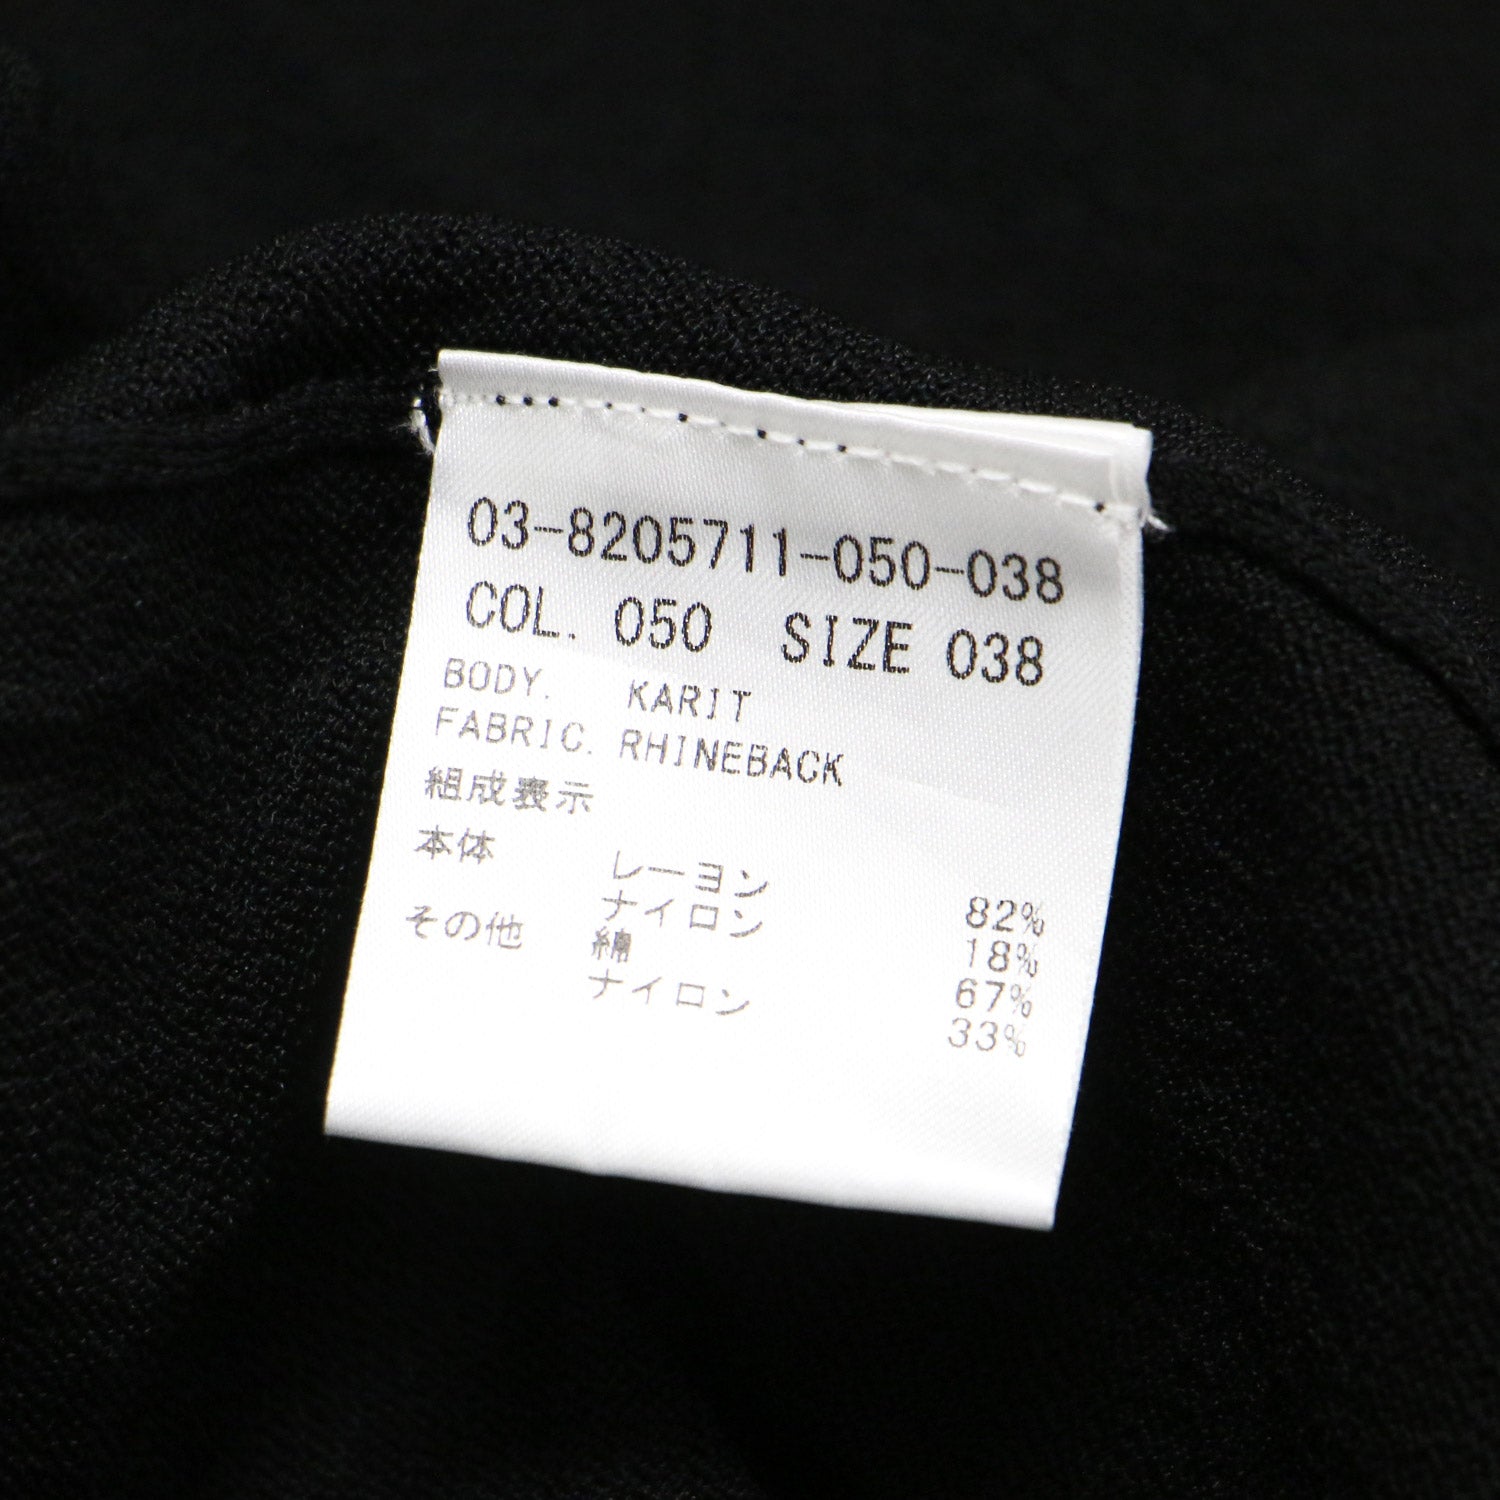 03-8205711-050-038
COL. 050 SIZE 038
BODY. KARIT
FABRIC. RHINEBACK
組成表示
本体 レーヨン 82%
ナイロン 18%
その他 綿 67%
ナイロン 33%